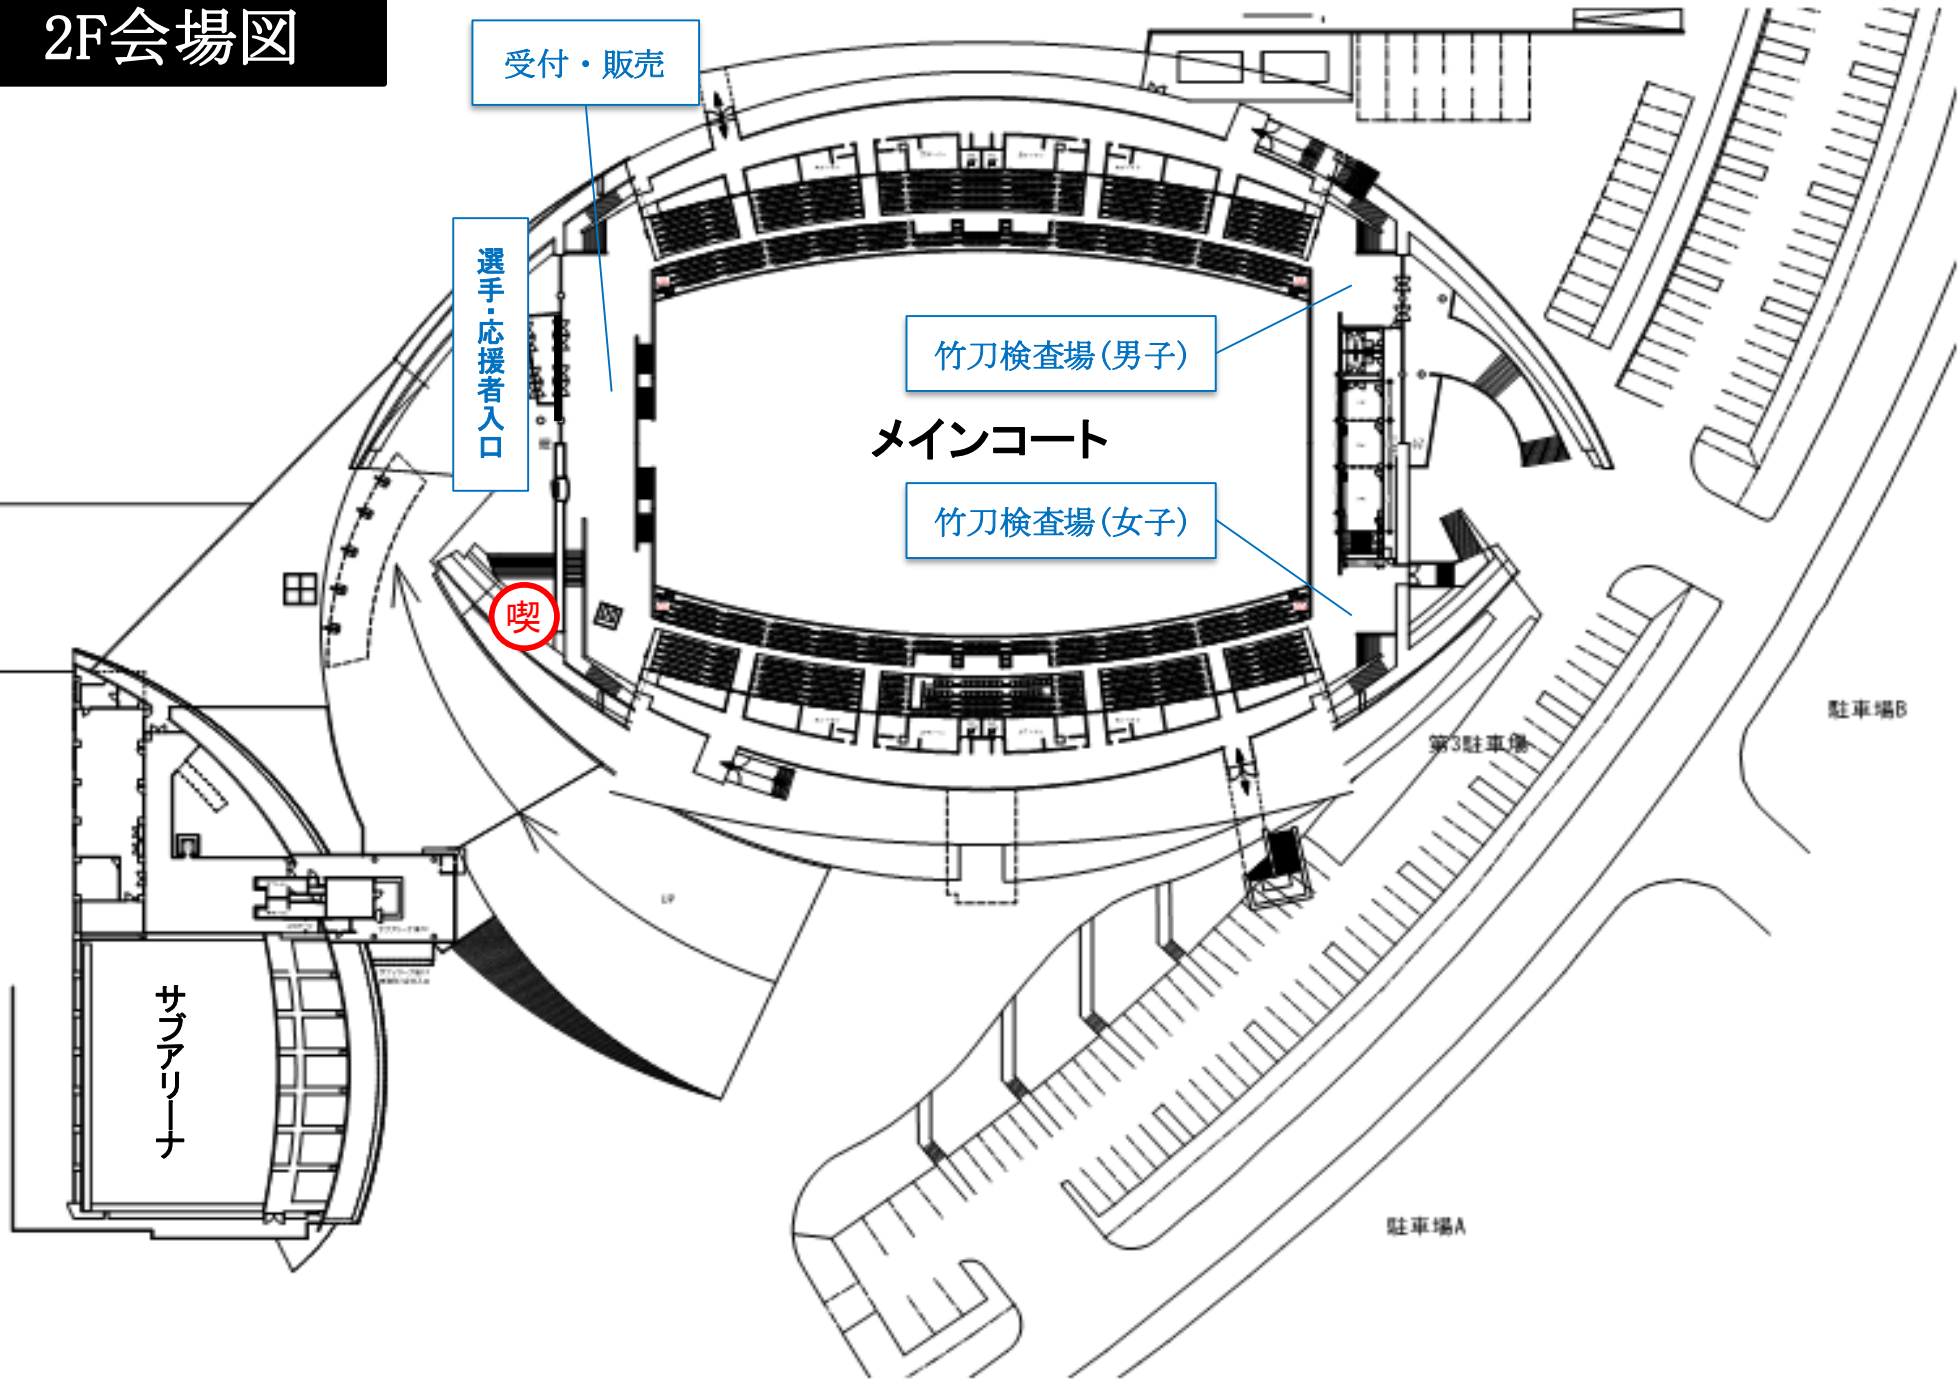 2F会場図
受付・販売
選手・応援者入口
竹刀検査場(男子)
メインコート
竹刀検査場(女子)
喫
駐車場B
第3駐車場
UP
サブアリーナ
駐車場A